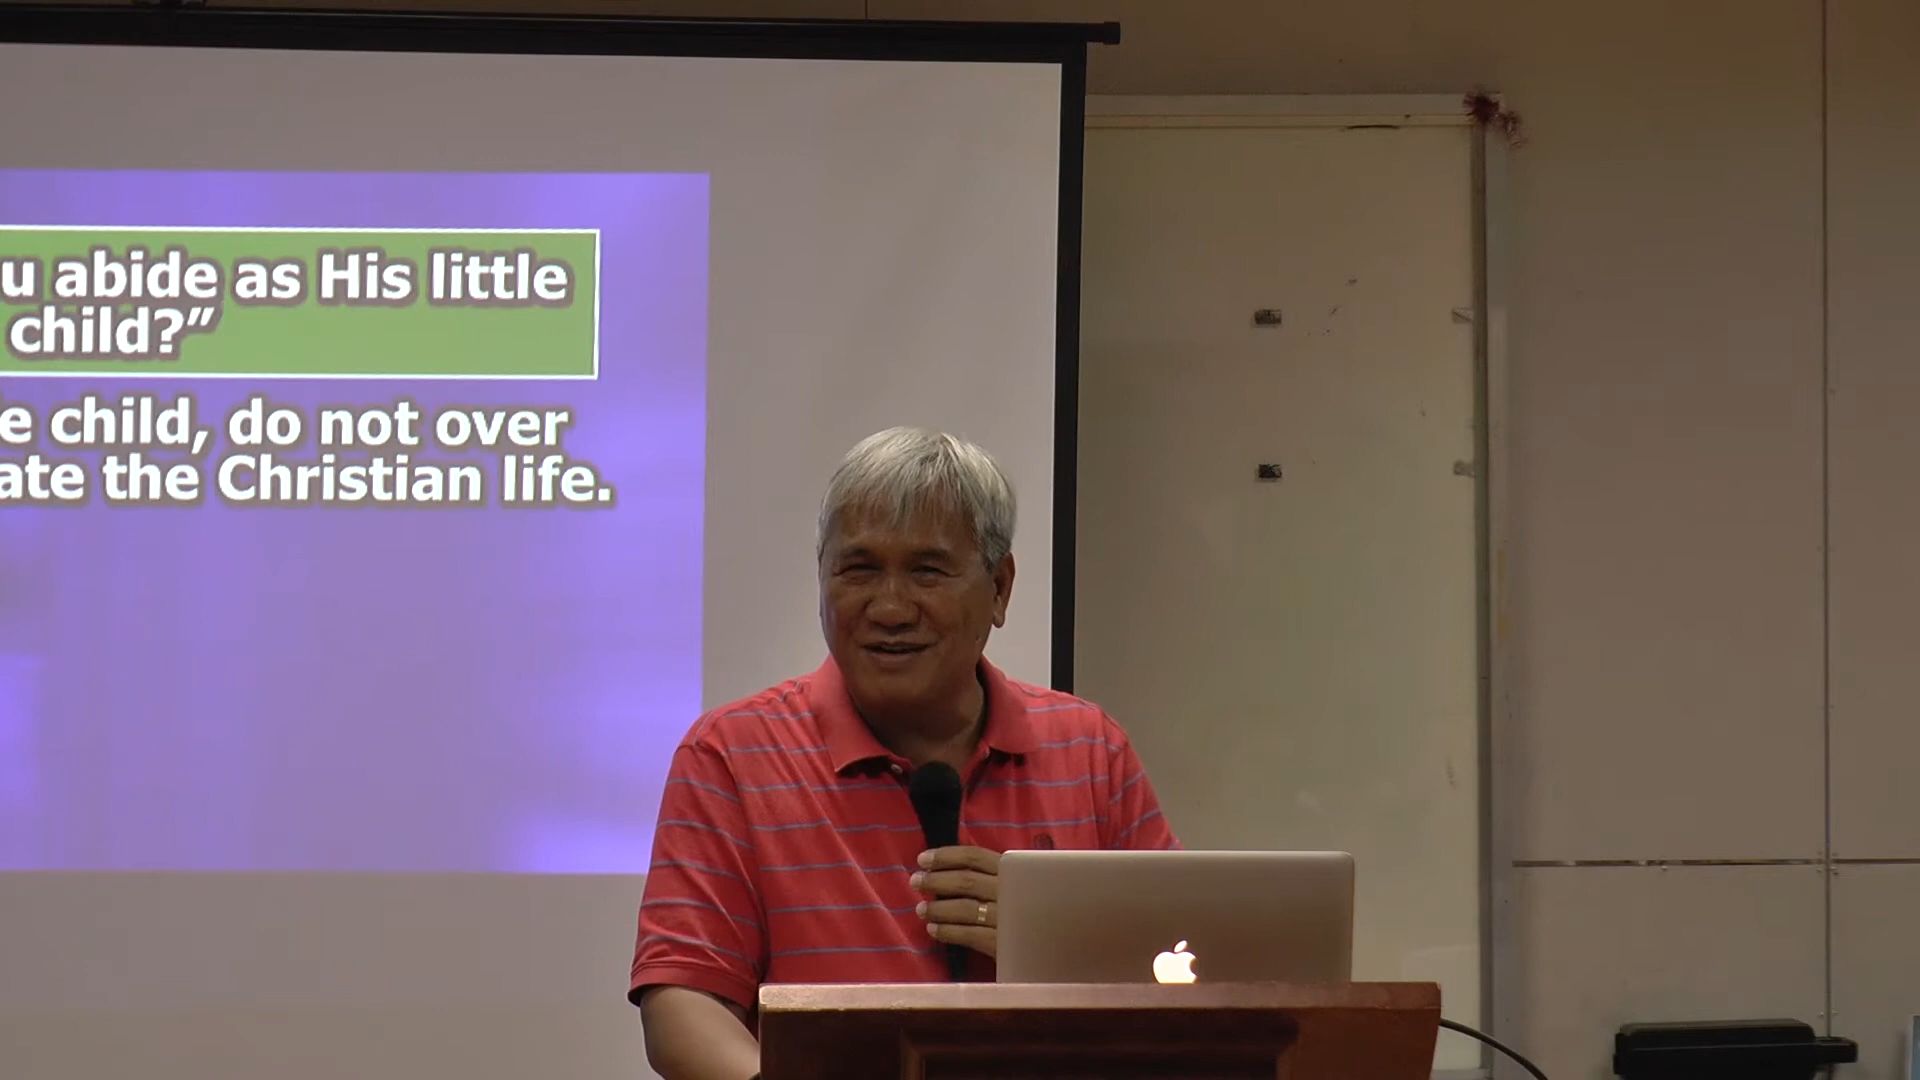 u abide as His little
child?”
e child, do not over
ate the Christian life.